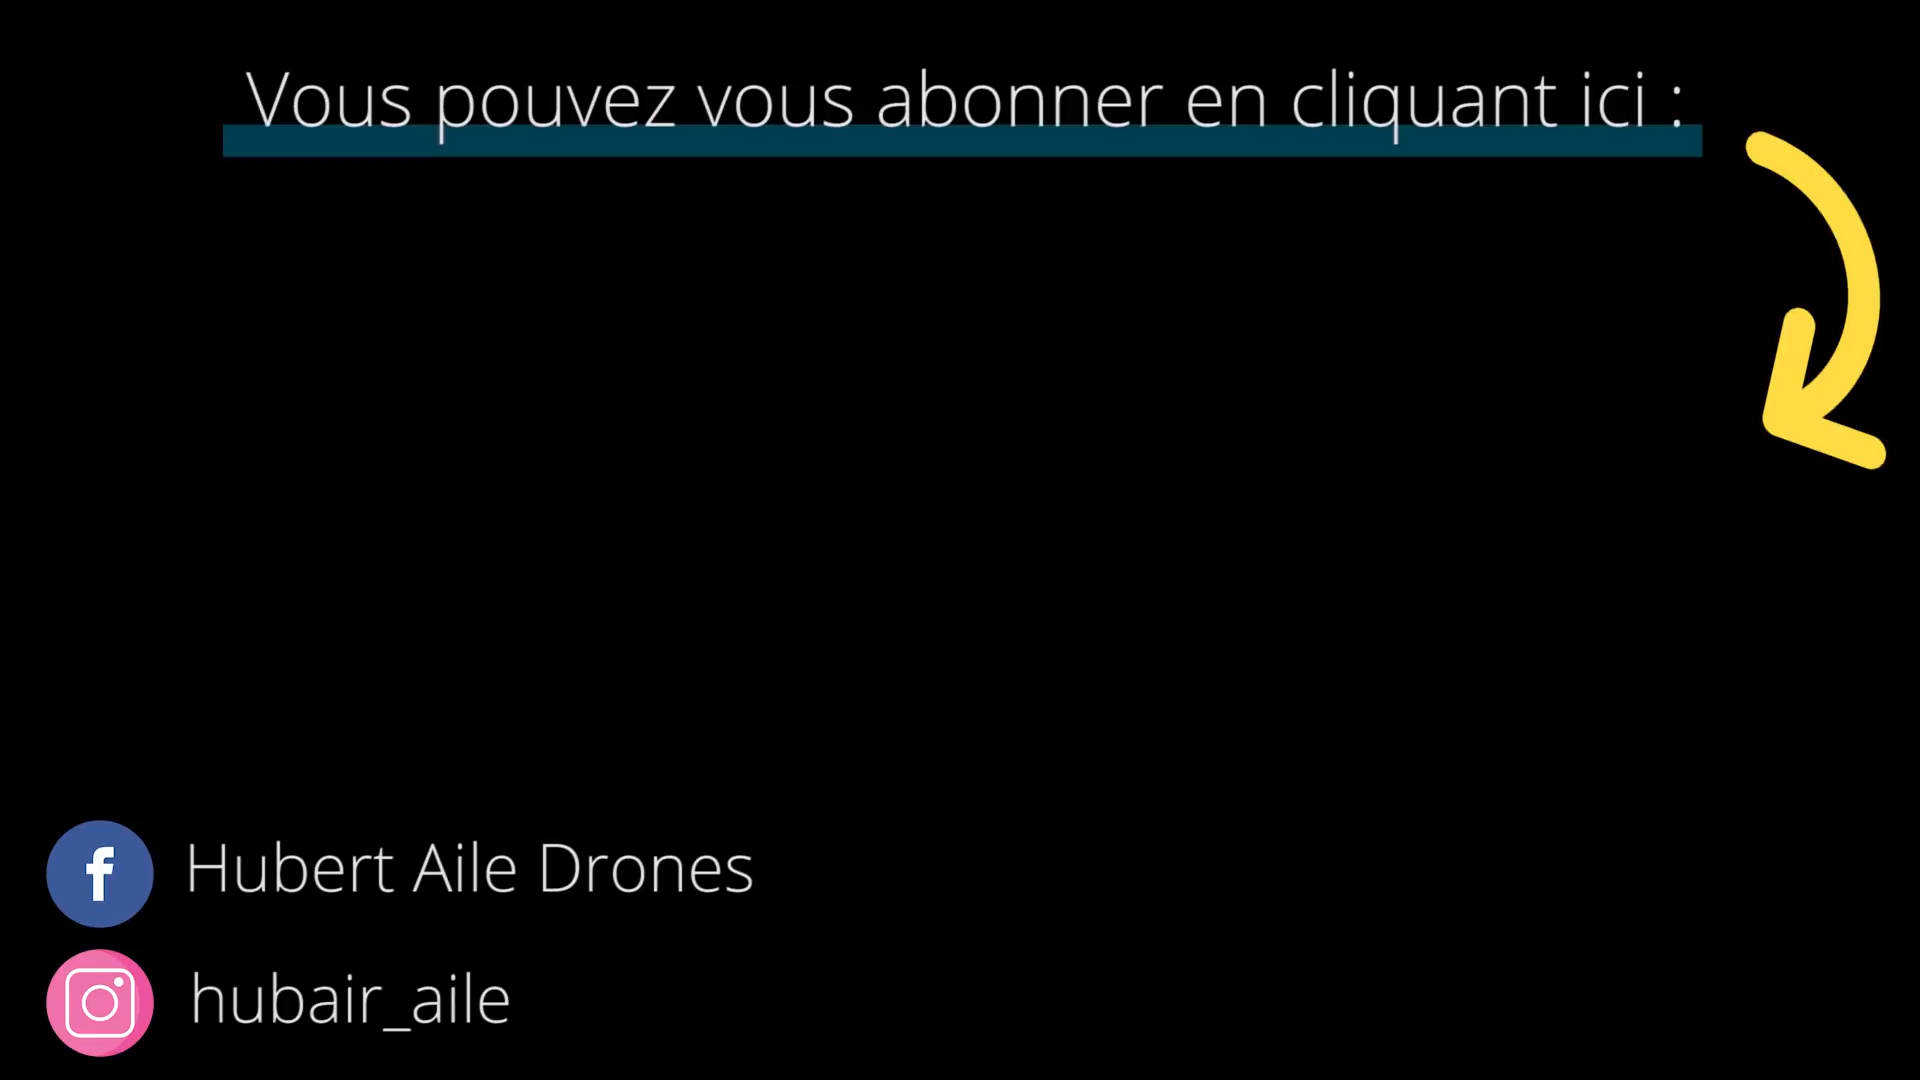 Vous pouvez vous abonner en cliquant ici :
Hubert Aile Drones
hubair_aile